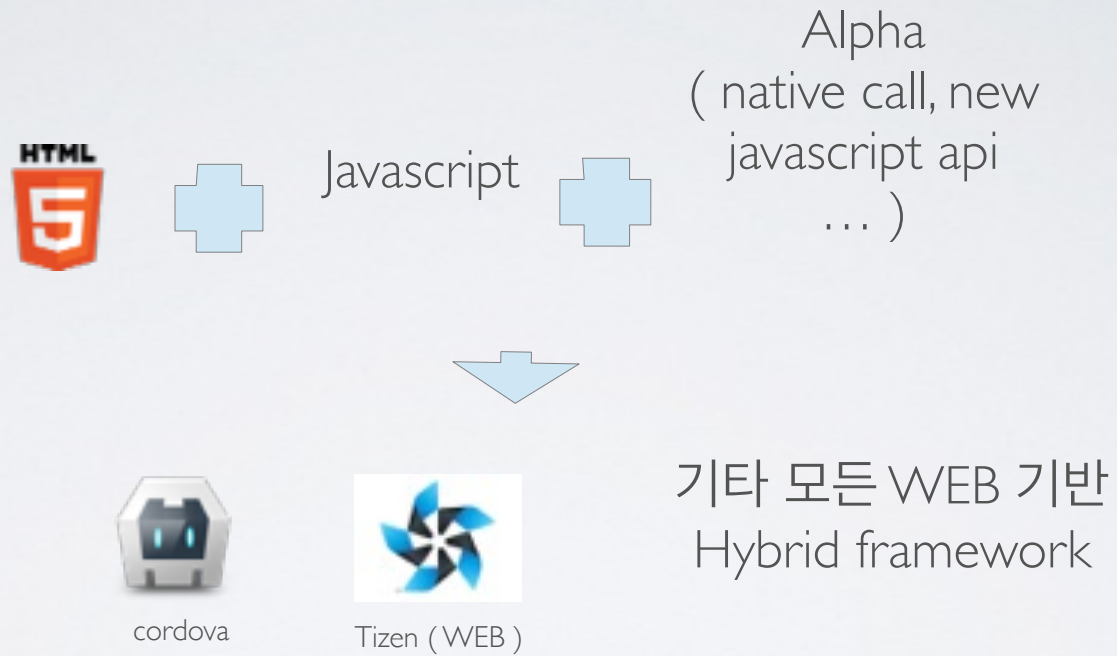 HTML
5
Javascript
Alpha
( native call, new
javascript api
... )
cordova
Tizen ( WEB )
기타 모든 WEB 기반
Hybrid framework